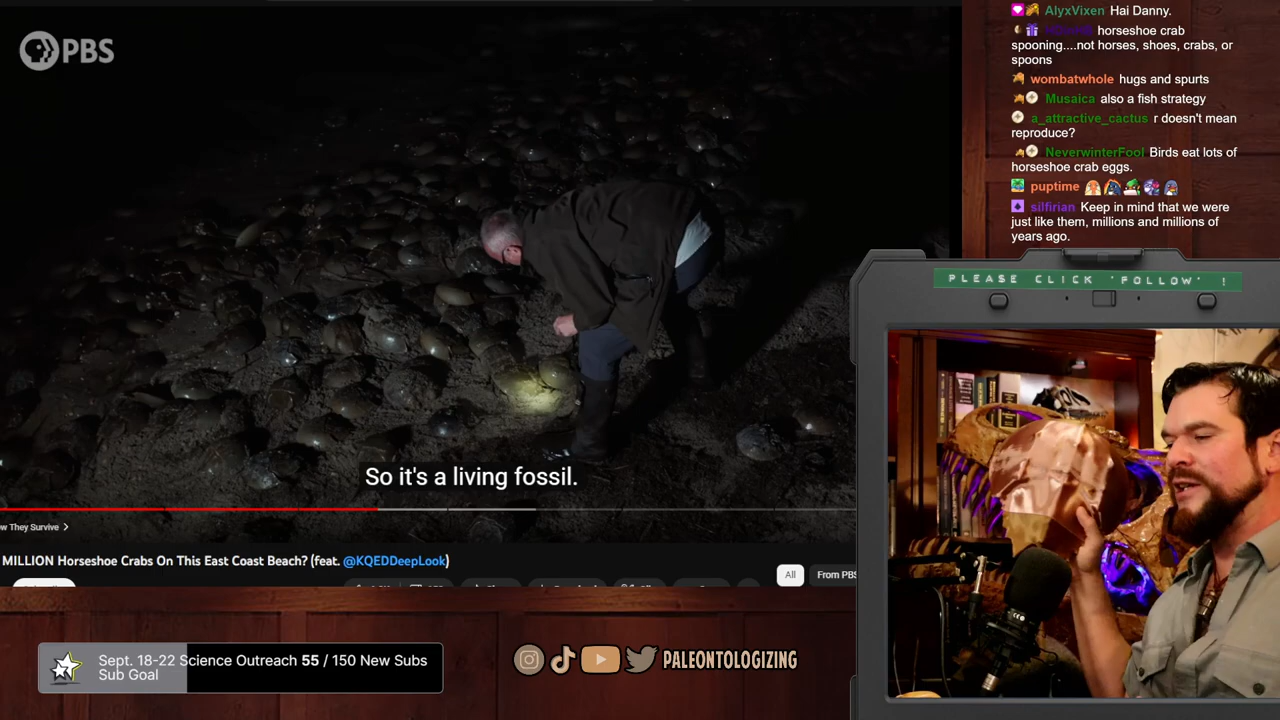 PBS
So it's a living fossil.
w They Survive
MILLION Horseshoe Crabs On This East Coast Beach? (feat. @KQEDDeepLook)
All
From PBS
AlyxVixen Hai Danny.
horseshoe crab
spooning....not horses, shoes, crabs, or
spoons
wombatwhole hugs and spurts
Musaica also a fish strategy
a_attractive_cactus r doesn't mean
reproduce?
NeverwinterFool Birds eat lots of
horseshoe crab eggs.
puptime
silfirian Keep in mind that we were
just like them, millions and millions of
years ago.
PLEASE CLICK 'FOLLOW' !
Sept. 18-22 Science Outreach 55 / 150 New Subs
Sub Goal
PALEONTOLOGIZING